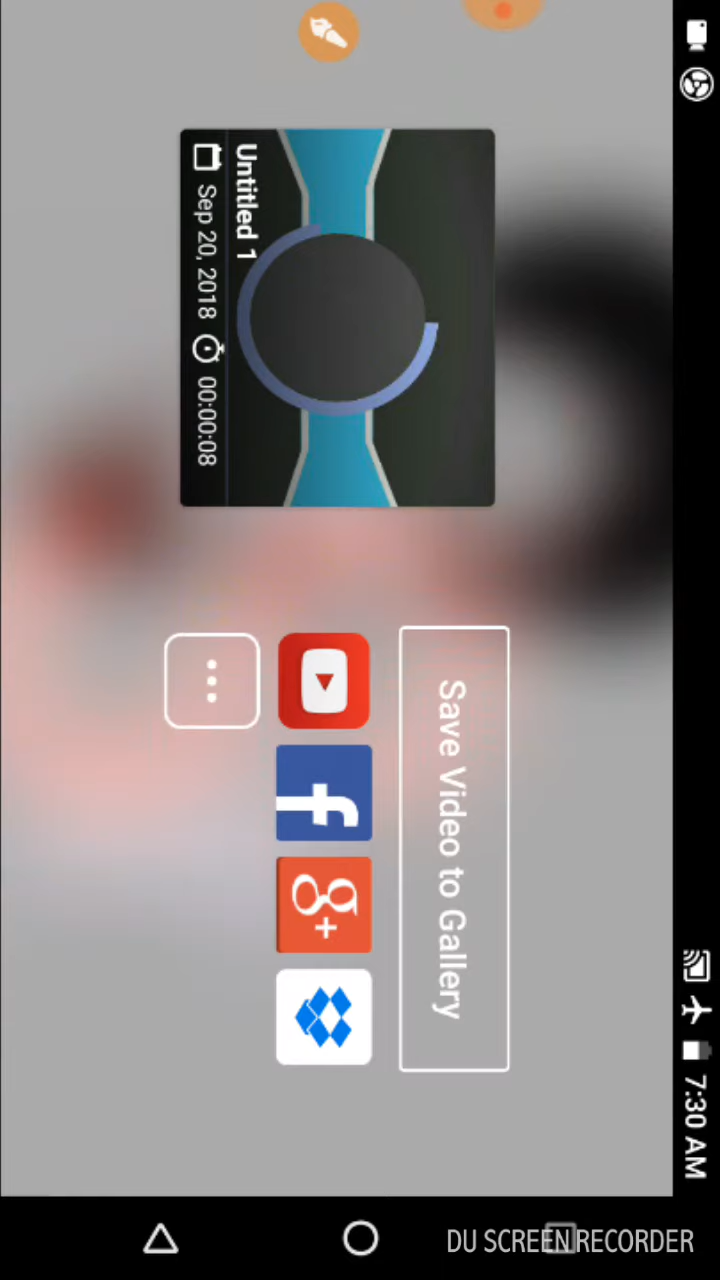 7:30 AM
Save Video to Gallery
f
g+
Untitled 1
Sep 20, 2018 00:00:08
DU SCREEN RECORDER